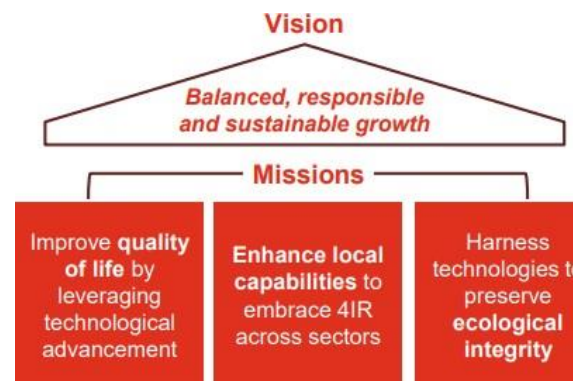 Vision
Balanced, responsible
and sustainable growth
Missions
Improve quality
of life by
leveraging
technological
advancement
Enhance local
capabilities to
embrace 4IR
across sectors
Harness
technologies to
preserve
ecological
integrity